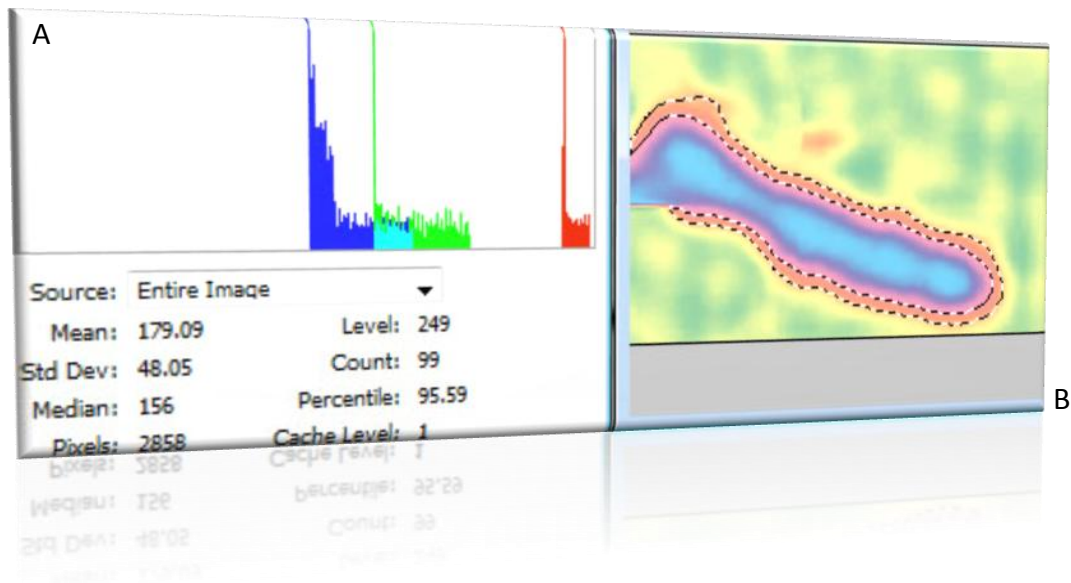 A
Source: Entire Image
Mean: 179.09 Level: 249
Std Dev: 48.05 Count: 99
Median: 156 Percentile: 95.59
Pixels: 2858 Cache Level: 1
B